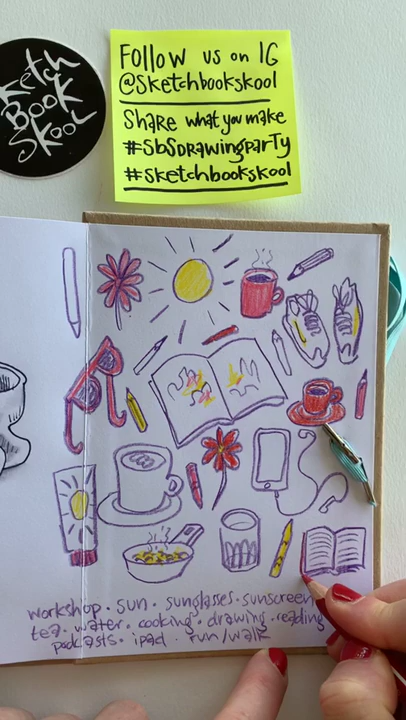 Sketch
Book
Skool
Follow us on IG
@Sketchbookskool
Share what you make
#SbSDrawingParTy
#sketchbookskool
workshop · sun · sunglasses · sunscreen
tea · water · cooking · drawing · reading
podcasts · ipad · run/walk